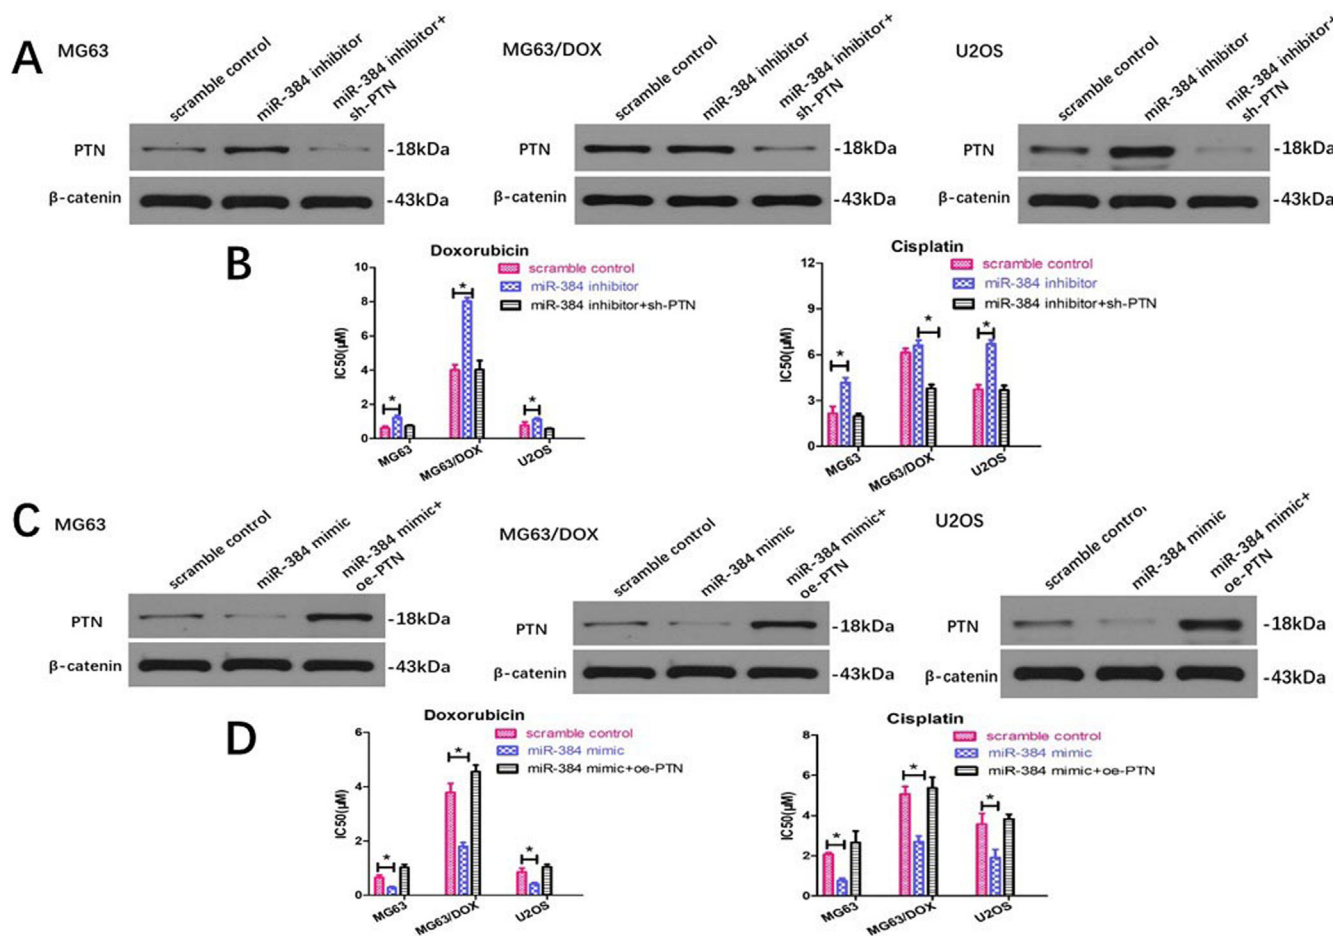 A
MG63
scramble control
miR-384 inhibitor
miR-384 inhibitor+
sh-PTN
PTN
-18kDa
β-catenin
-43kDa
MG63/DOX
scramble control
miR-384 inhibitor
miR-384 inhibitor+
sh-PTN
PTN
-18kDa
β-catenin
-43kDa
U2OS
scramble control
miR-384 inhibitor
miR-384 inhibitor+
sh-PTN
PTN
-18kDa
β-catenin
-43kDa
B
Doxorubicin
scramble control
miR-384 inhibitor
miR-384 inhibitor+sh-PTN
IC50(μM)
10
8
6
4
2
0
* * *
MG63 MG63/DOX U2OS
Cisplatin
scramble control
miR-384 inhibitor
miR-384 inhibitor+sh-PTN
IC50(μM)
12
9
6
3
0
* * *
MG63 MG63/DOX U2OS
C
MG63
scramble control
miR-384 mimic
miR-384 mimic+
oe-PTN
PTN
-18kDa
β-catenin
-43kDa
MG63/DOX
scramble control
miR-384 mimic
miR-384 mimic+
oe-PTN
PTN
-18kDa
β-catenin
-43kDa
U2OS
scramble control
miR-384 mimic
miR-384 mimic+
oe-PTN
PTN
-18kDa
β-catenin
-43kDa
D
Doxorubicin
scramble control
miR-384 mimic
miR-384 mimic+oe-PTN
IC50(μM)
6
4
2
0
* * *
MG63 MG63/DOX U2OS
Cisplatin
scramble control
miR-384 mimic
miR-384 mimic+oe-PTN
IC50(μM)
8
6
4
2
0
* * *
MG63 MG63/DOX U2OS